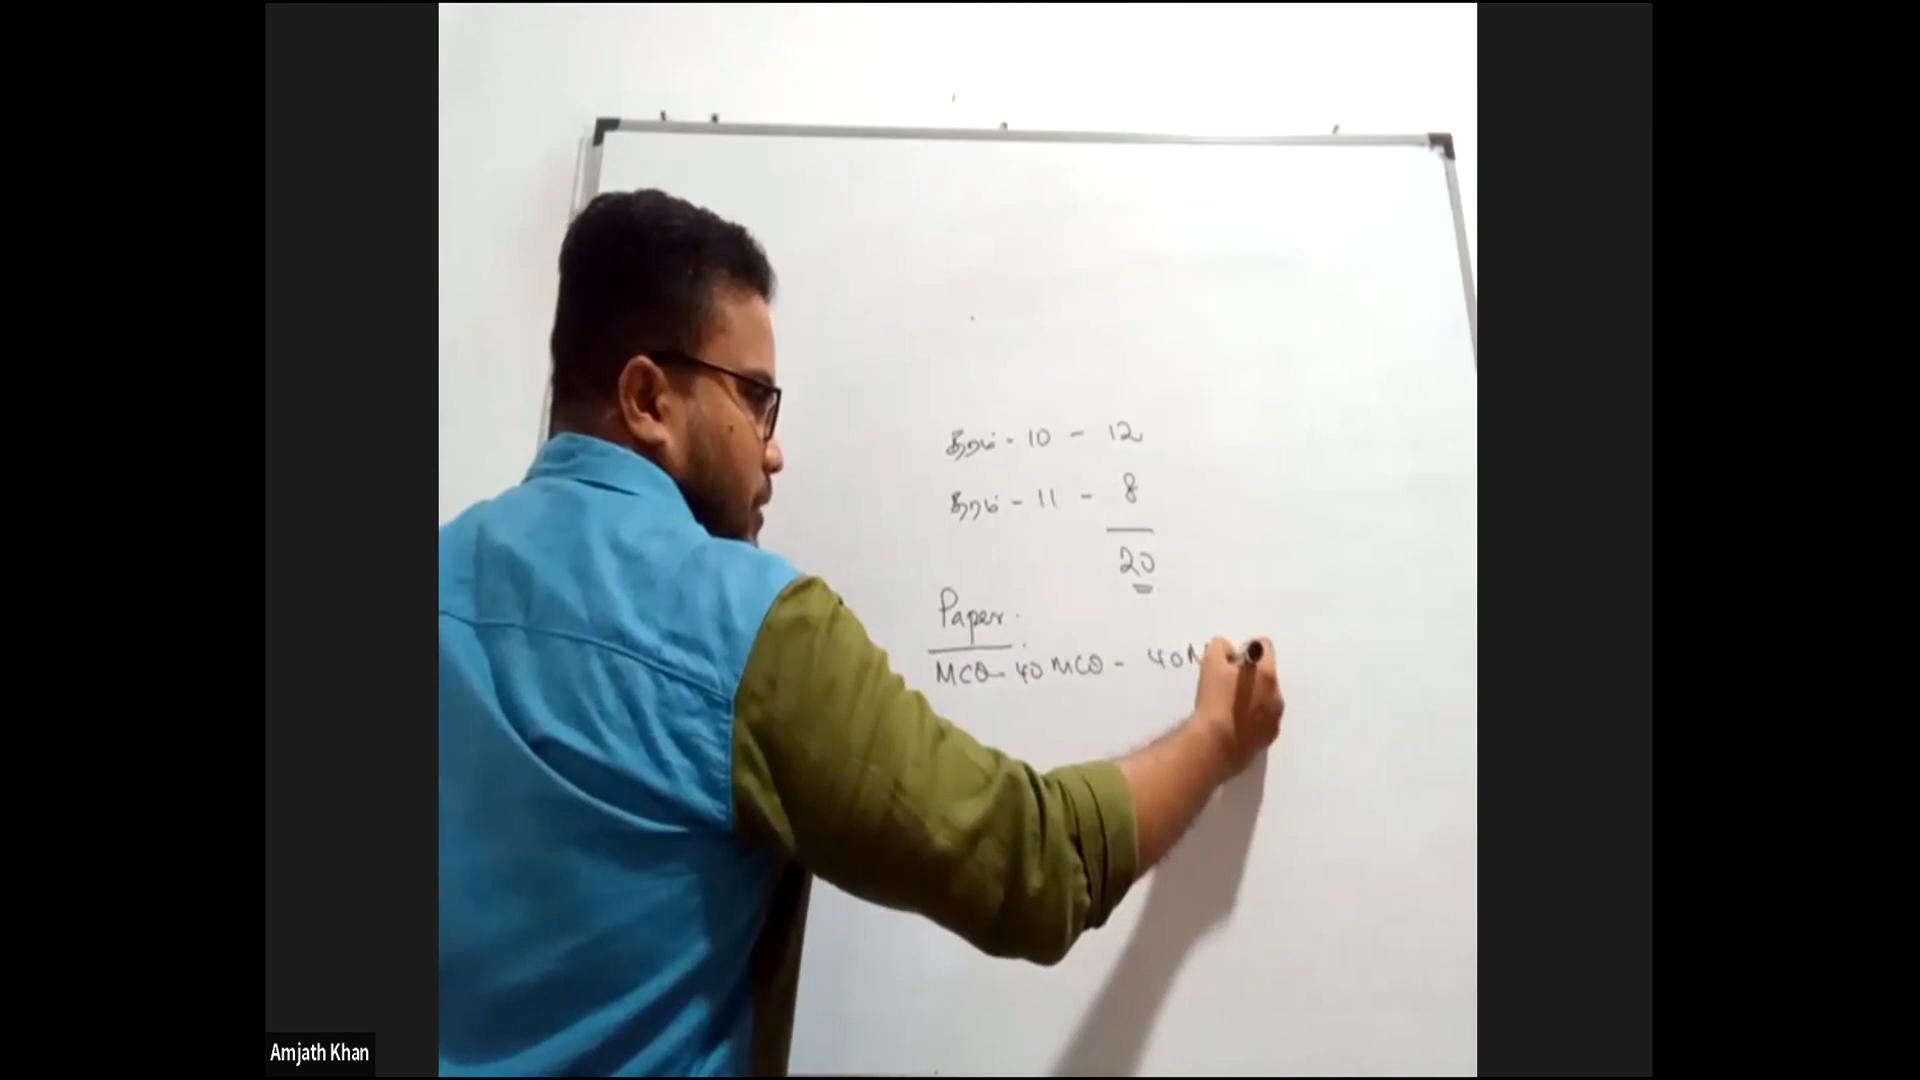 தரம் - 10 - 12
தரம் - 11 - 8
20
Paper.
MCQ - 40 MCQ - 40M
Amjath Khan